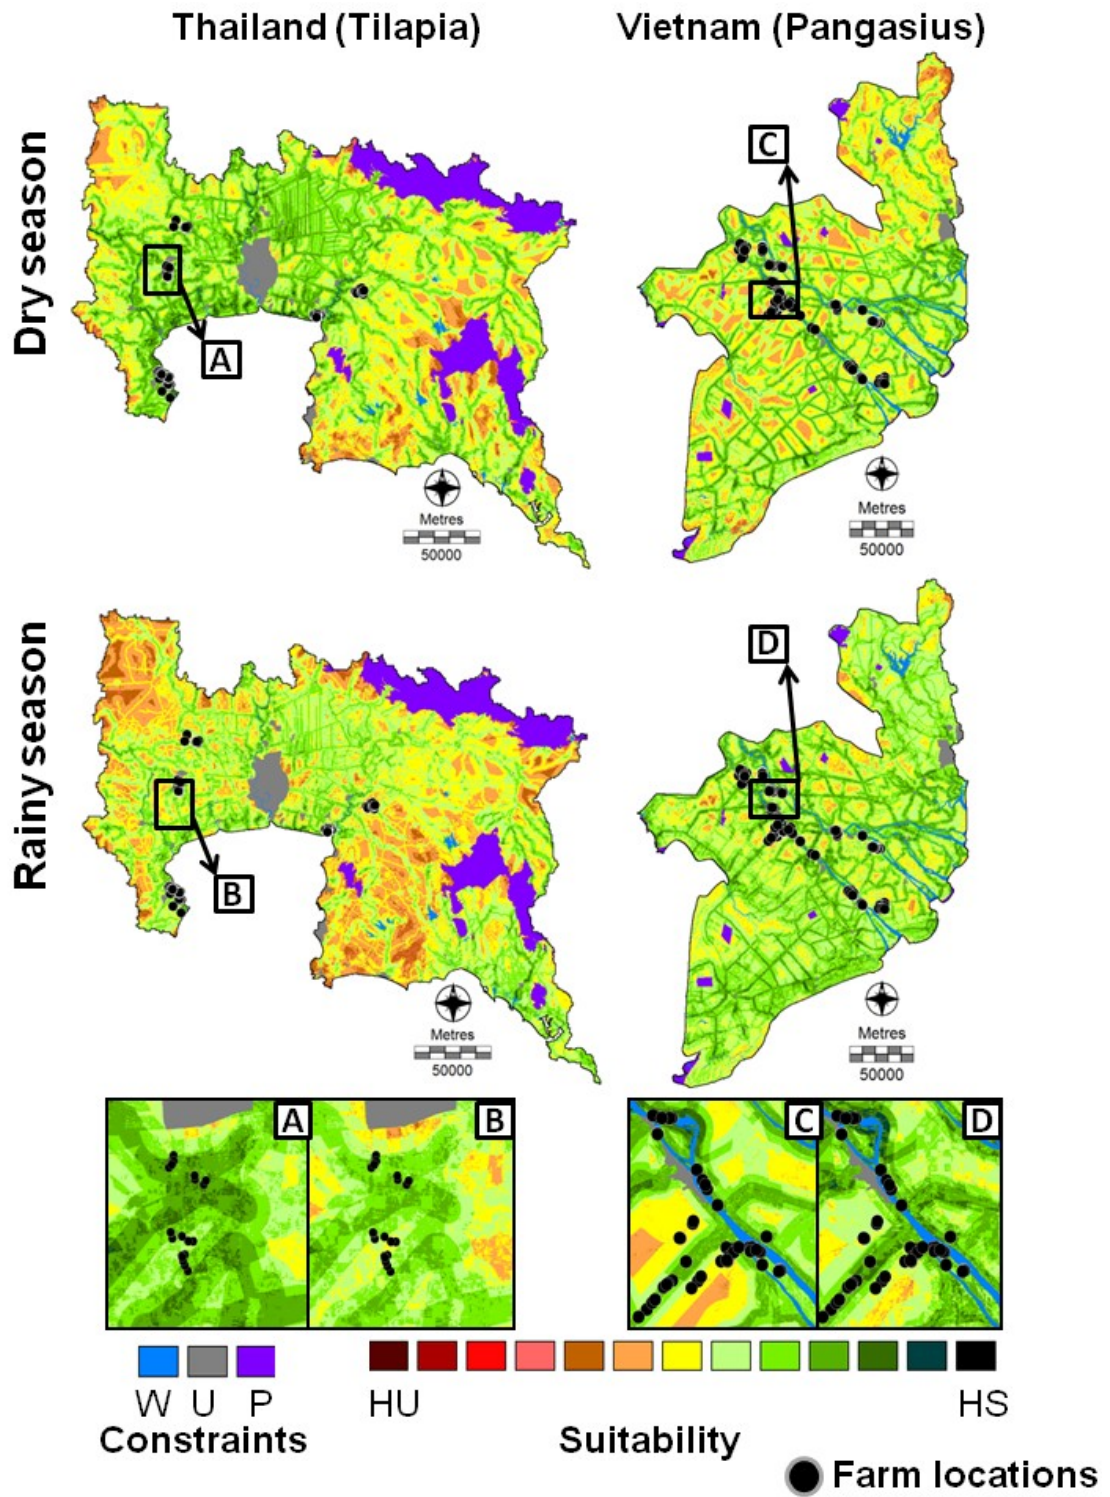 Thailand (Tilapia)
Vietnam (Pangasius)
Dry season
A
C
Metres
50000
Metres
50000
Rainy season
B
D
Metres
50000
Metres
50000
A
B
C
D
W U P
HU
HS
Constraints
Suitability
Farm locations